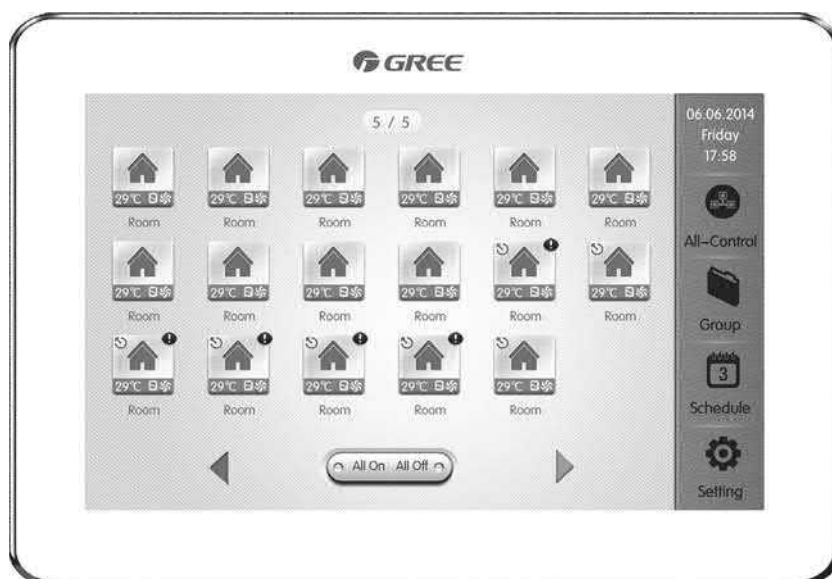 GREE
5 / 5
06.06.2014
Friday
17:58
29℃ 29℃ 29℃ 29℃ 29℃ 29℃
Room Room Room Room Room Room
All-Control
29℃ 29℃ 29℃ 29℃ 29℃ 29℃
Room Room Room Room Room Room
Group
29℃ 29℃ 29℃ 29℃ 29℃
Room Room Room Room Room
3
Schedule
All On All Off
Setting